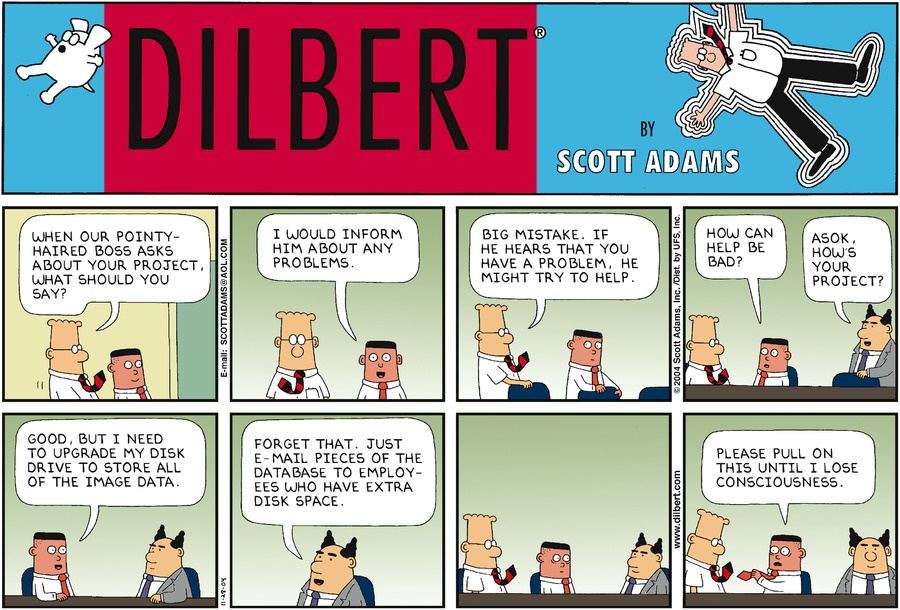 DILBERT®
BY
SCOTT ADAMS
WHEN OUR POINTY-
HAIRED BOSS ASKS
ABOUT YOUR PROJECT,
WHAT SHOULD YOU
SAY?
E-mail: SCOTTADAMS@AOL.COM
I WOULD INFORM
HIM ABOUT ANY
PROBLEMS.
BIG MISTAKE. IF
HE HEARS THAT YOU
HAVE A PROBLEM, HE
MIGHT TRY TO HELP.
© 2004 Scott Adams, Inc./Dist. by UFS, Inc.
HOW CAN
HELP BE
BAD?
ASOK,
HOW'S
YOUR
PROJECT?
GOOD, BUT I NEED
TO UPGRADE MY DISK
DRIVE TO STORE ALL
OF THE IMAGE DATA.
11-28-04
FORGET THAT. JUST
E-MAIL PIECES OF THE
DATABASE TO EMPLOY-
EES WHO HAVE EXTRA
DISK SPACE.
www.dilbert.com
PLEASE PULL ON
THIS UNTIL I LOSE
CONSCIOUSNESS.